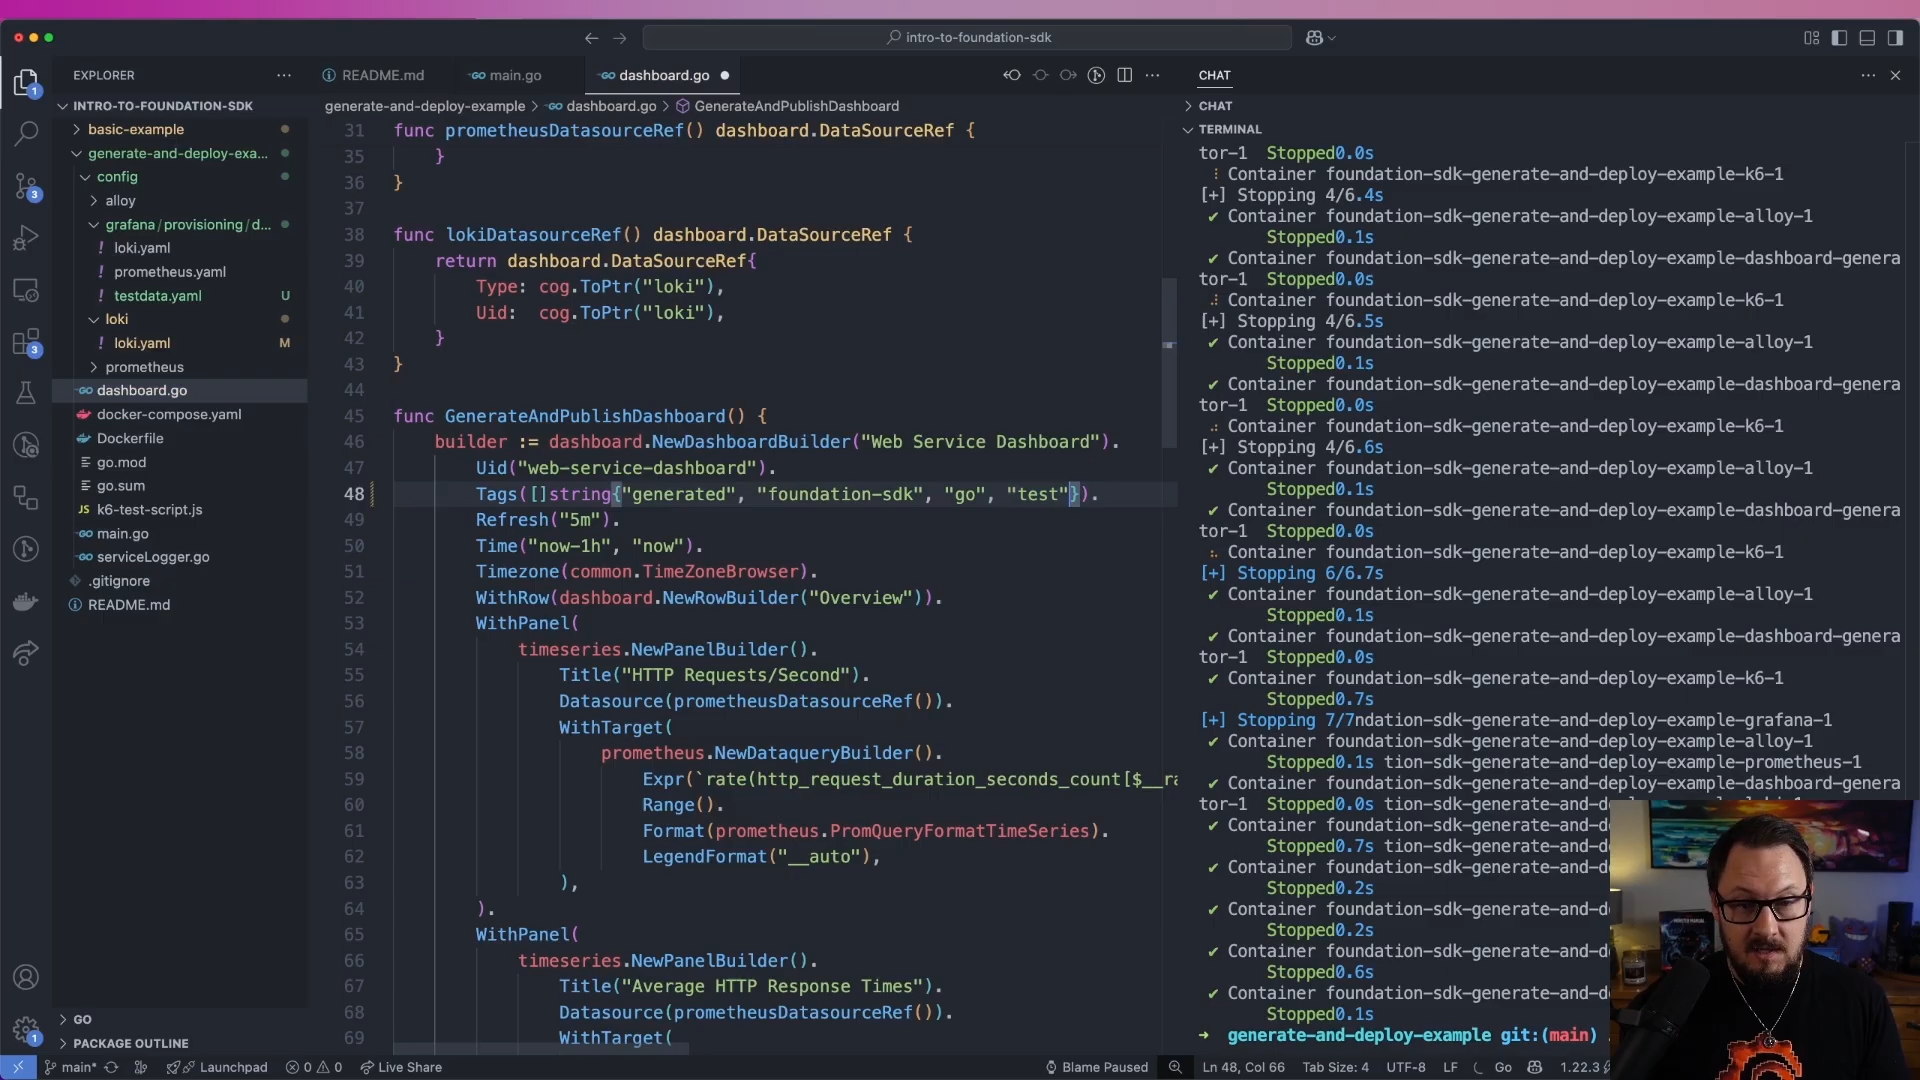 intro-to-foundation-sdk
EXPLORER
README.md
main.go
dashboard.go
CHAT
INTRO-TO-FOUNDATION-SDK
generate-and-deploy-example > dashboard.go > GenerateAndPublishDashboard
CHAT
basic-example
TERMINAL
generate-and-deploy-exa...
config
alloy
grafana/provisioning/d...
loki.yaml
prometheus.yaml
testdata.yaml U
loki
loki.yaml M
prometheus
dashboard.go
docker-compose.yaml
Dockerfile
go.mod
go.sum
JS k6-test-script.js
main.go
serviceLogger.go
.gitignore
README.md
GO
PACKAGE OUTLINE
31 func prometheusDatasourceRef() dashboard.DataSourceRef {
35 }
36 }
37
38 func lokiDatasourceRef() dashboard.DataSourceRef {
39 return dashboard.DataSourceRef{
40 Type: cog.ToPtr("loki"),
41 Uid: cog.ToPtr("loki"),
42 }
43 }
44
45 func GenerateAndPublishDashboard() {
46 builder := dashboard.NewDashboardBuilder("Web Service Dashboard").
47 Uid("web-service-dashboard").
48 Tags([]string{"generated", "foundation-sdk", "go", "test"}).
49 Refresh("5m").
50 Time("now-1h", "now").
51 Timezone(common.TimeZoneBrowser).
52 WithRow(dashboard.NewRowBuilder("Overview")).
53 WithPanel(
54 timeseries.NewPanelBuilder().
55 Title("HTTP Requests/Second").
56 Datasource(prometheusDatasourceRef()).
57 WithTarget(
58 prometheus.NewDataqueryBuilder().
59 Expr(`rate(http_request_duration_seconds_count[$__ra
60 Range().
61 Format(prometheus.PromQueryFormatTimeSeries).
62 LegendFormat("__auto"),
63 ),
64 ).
65 WithPanel(
66 timeseries.NewPanelBuilder().
67 Title("Average HTTP Response Times").
68 Datasource(prometheusDatasourceRef()).
69 WithTarget(
tor-1 Stopped0.0s
Container foundation-sdk-generate-and-deploy-example-k6-1
[+] Stopping 4/6.4s
✔ Container foundation-sdk-generate-and-deploy-example-alloy-1
Stopped0.1s
✔ Container foundation-sdk-generate-and-deploy-example-dashboard-genera
tor-1 Stopped0.0s
Container foundation-sdk-generate-and-deploy-example-k6-1
[+] Stopping 4/6.5s
✔ Container foundation-sdk-generate-and-deploy-example-alloy-1
Stopped0.1s
✔ Container foundation-sdk-generate-and-deploy-example-dashboard-genera
tor-1 Stopped0.0s
Container foundation-sdk-generate-and-deploy-example-k6-1
[+] Stopping 4/6.6s
✔ Container foundation-sdk-generate-and-deploy-example-alloy-1
Stopped0.1s
✔ Container foundation-sdk-generate-and-deploy-example-dashboard-genera
tor-1 Stopped0.0s
Container foundation-sdk-generate-and-deploy-example-k6-1
[+] Stopping 6/6.7s
✔ Container foundation-sdk-generate-and-deploy-example-alloy-1
Stopped0.1s
✔ Container foundation-sdk-generate-and-deploy-example-dashboard-genera
tor-1 Stopped0.0s
✔ Container foundation-sdk-generate-and-deploy-example-k6-1
Stopped0.7s
[+] Stopping 7/7ndation-sdk-generate-and-deploy-example-grafana-1
✔ Container foundation-sdk-generate-and-deploy-example-alloy-1
Stopped0.1s tion-sdk-generate-and-deploy-example-prometheus-1
✔ Container foundation-sdk-generate-and-deploy-example-dashboard-genera
tor-1 Stopped0.0s tion-sdk-generate-and-d
✔ Container foundation-sdk-generate-and-d
Stopped0.7s tion-sdk-generate-and-d
✔ Container foundation-sdk-generate-and-d
Stopped0.2s
✔ Container foundation-sdk-generate-and-d
Stopped0.2s
✔ Container foundation-sdk-generate-and-d
Stopped0.6s
✔ Container foundation-sdk-generate-and-d
Stopped0.1s
➜ generate-and-deploy-example git:(main)
main* Launchpad 0 0 Live Share Blame Paused Ln 48, Col 66 Tab Size: 4 UTF-8 LF Go 1.22.3